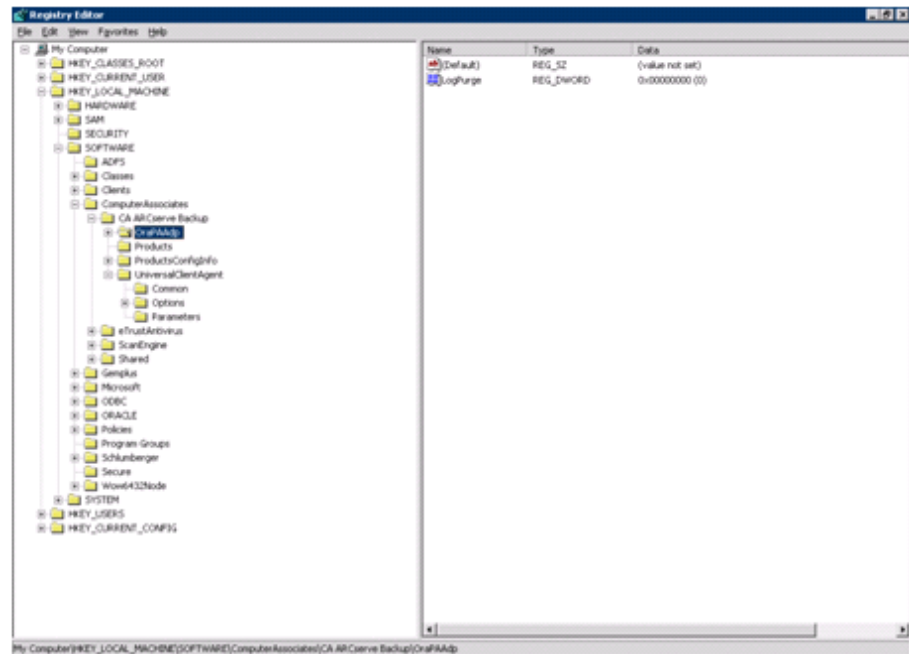 Registry Editor
File Edit View Favorites Help
My Computer
HKEY_CLASSES_ROOT
HKEY_CURRENT_USER
HKEY_LOCAL_MACHINE
HARDWARE
SAM
SECURITY
SOFTWARE
ADFS
Classes
Clients
ComputerAssociates
CA ARCserve Backup
OraPAAdp
Products
ProductsConfigInfo
UniversalClientAgent
Common
Options
Parameters
eTrustAntivirus
ScanEngine
Shared
Gemplus
Microsoft
ODBC
ORACLE
Policies
Program Groups
Schlumberger
Secure
Wow6432Node
SYSTEM
HKEY_USERS
HKEY_CURRENT_CONFIG
Name Type Data
(Default) REG_SZ (value not set)
LogPurge REG_DWORD 0x00000000 (0)
My Computer\HKEY_LOCAL_MACHINE\SOFTWARE\ComputerAssociates\CA ARCserve Backup\OraPAAdp